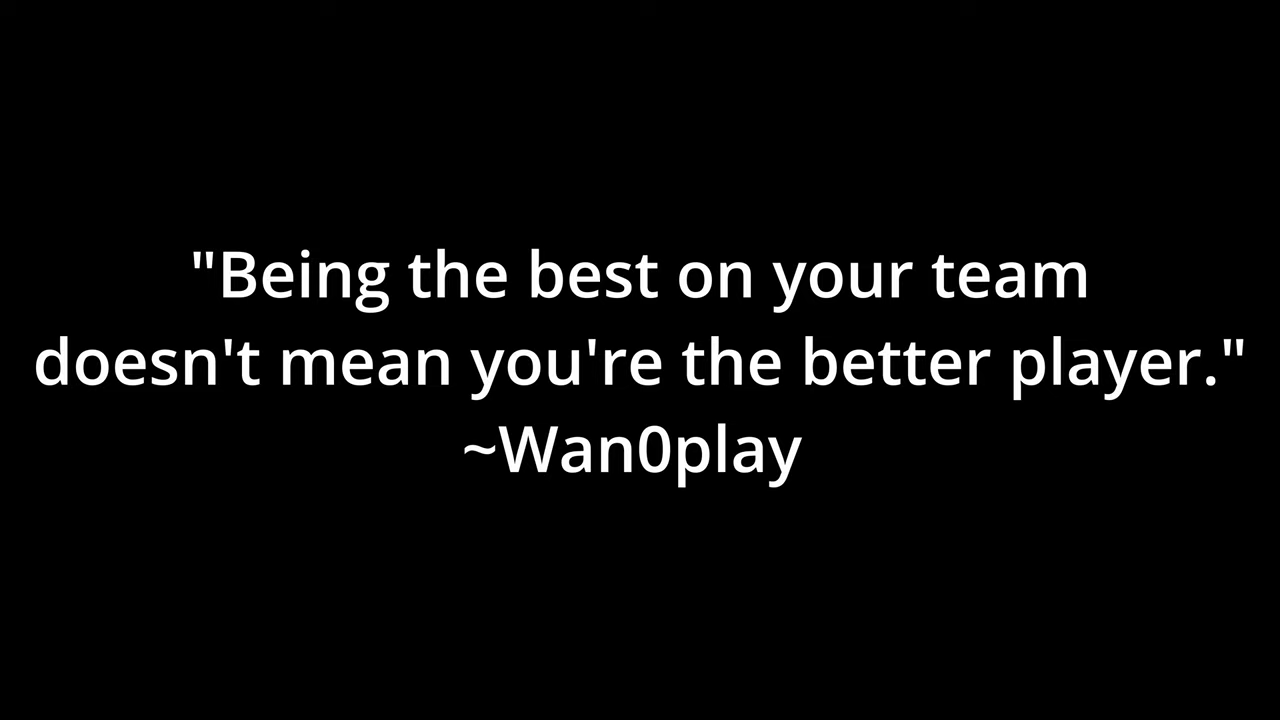 "Being the best on your team
doesn't mean you're the better player."
~Wan0play